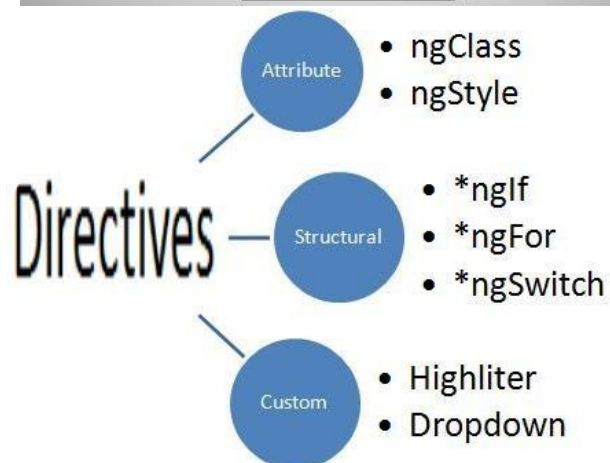 Directives
Attribute
• ngClass
• ngStyle
Structural
• *ngIf
• *ngFor
• *ngSwitch
Custom
• Highliter
• Dropdown